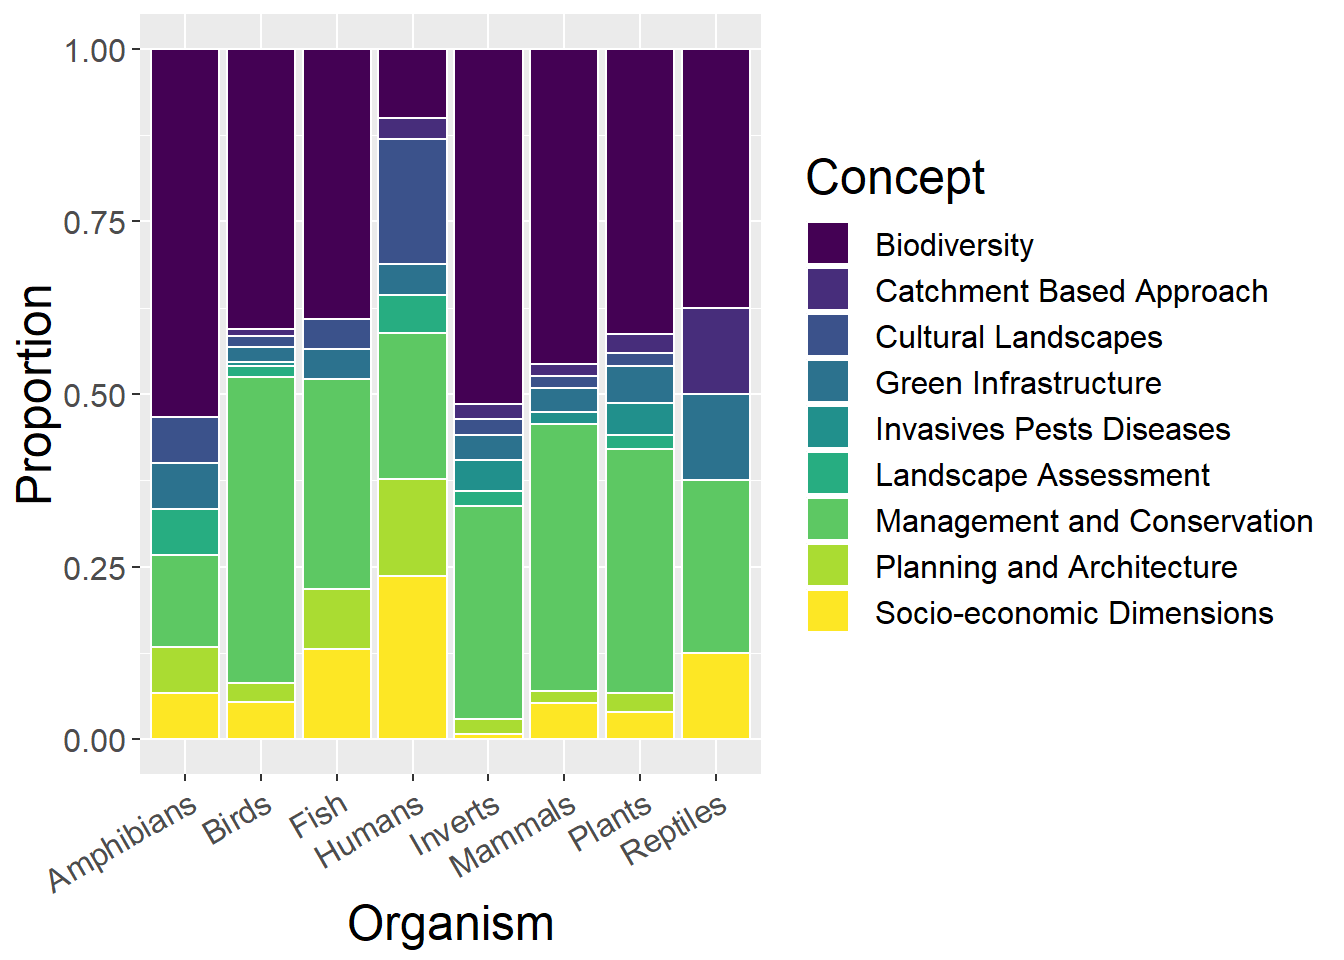 1.00
0.75
0.50
0.25
0.00
Proportion
Amphibians
Birds
Fish
Humans
Inverts
Mammals
Plants
Reptiles
Organism
Concept
Biodiversity
Catchment Based Approach
Cultural Landscapes
Green Infrastructure
Invasives Pests Diseases
Landscape Assessment
Management and Conservation
Planning and Architecture
Socio-economic Dimensions